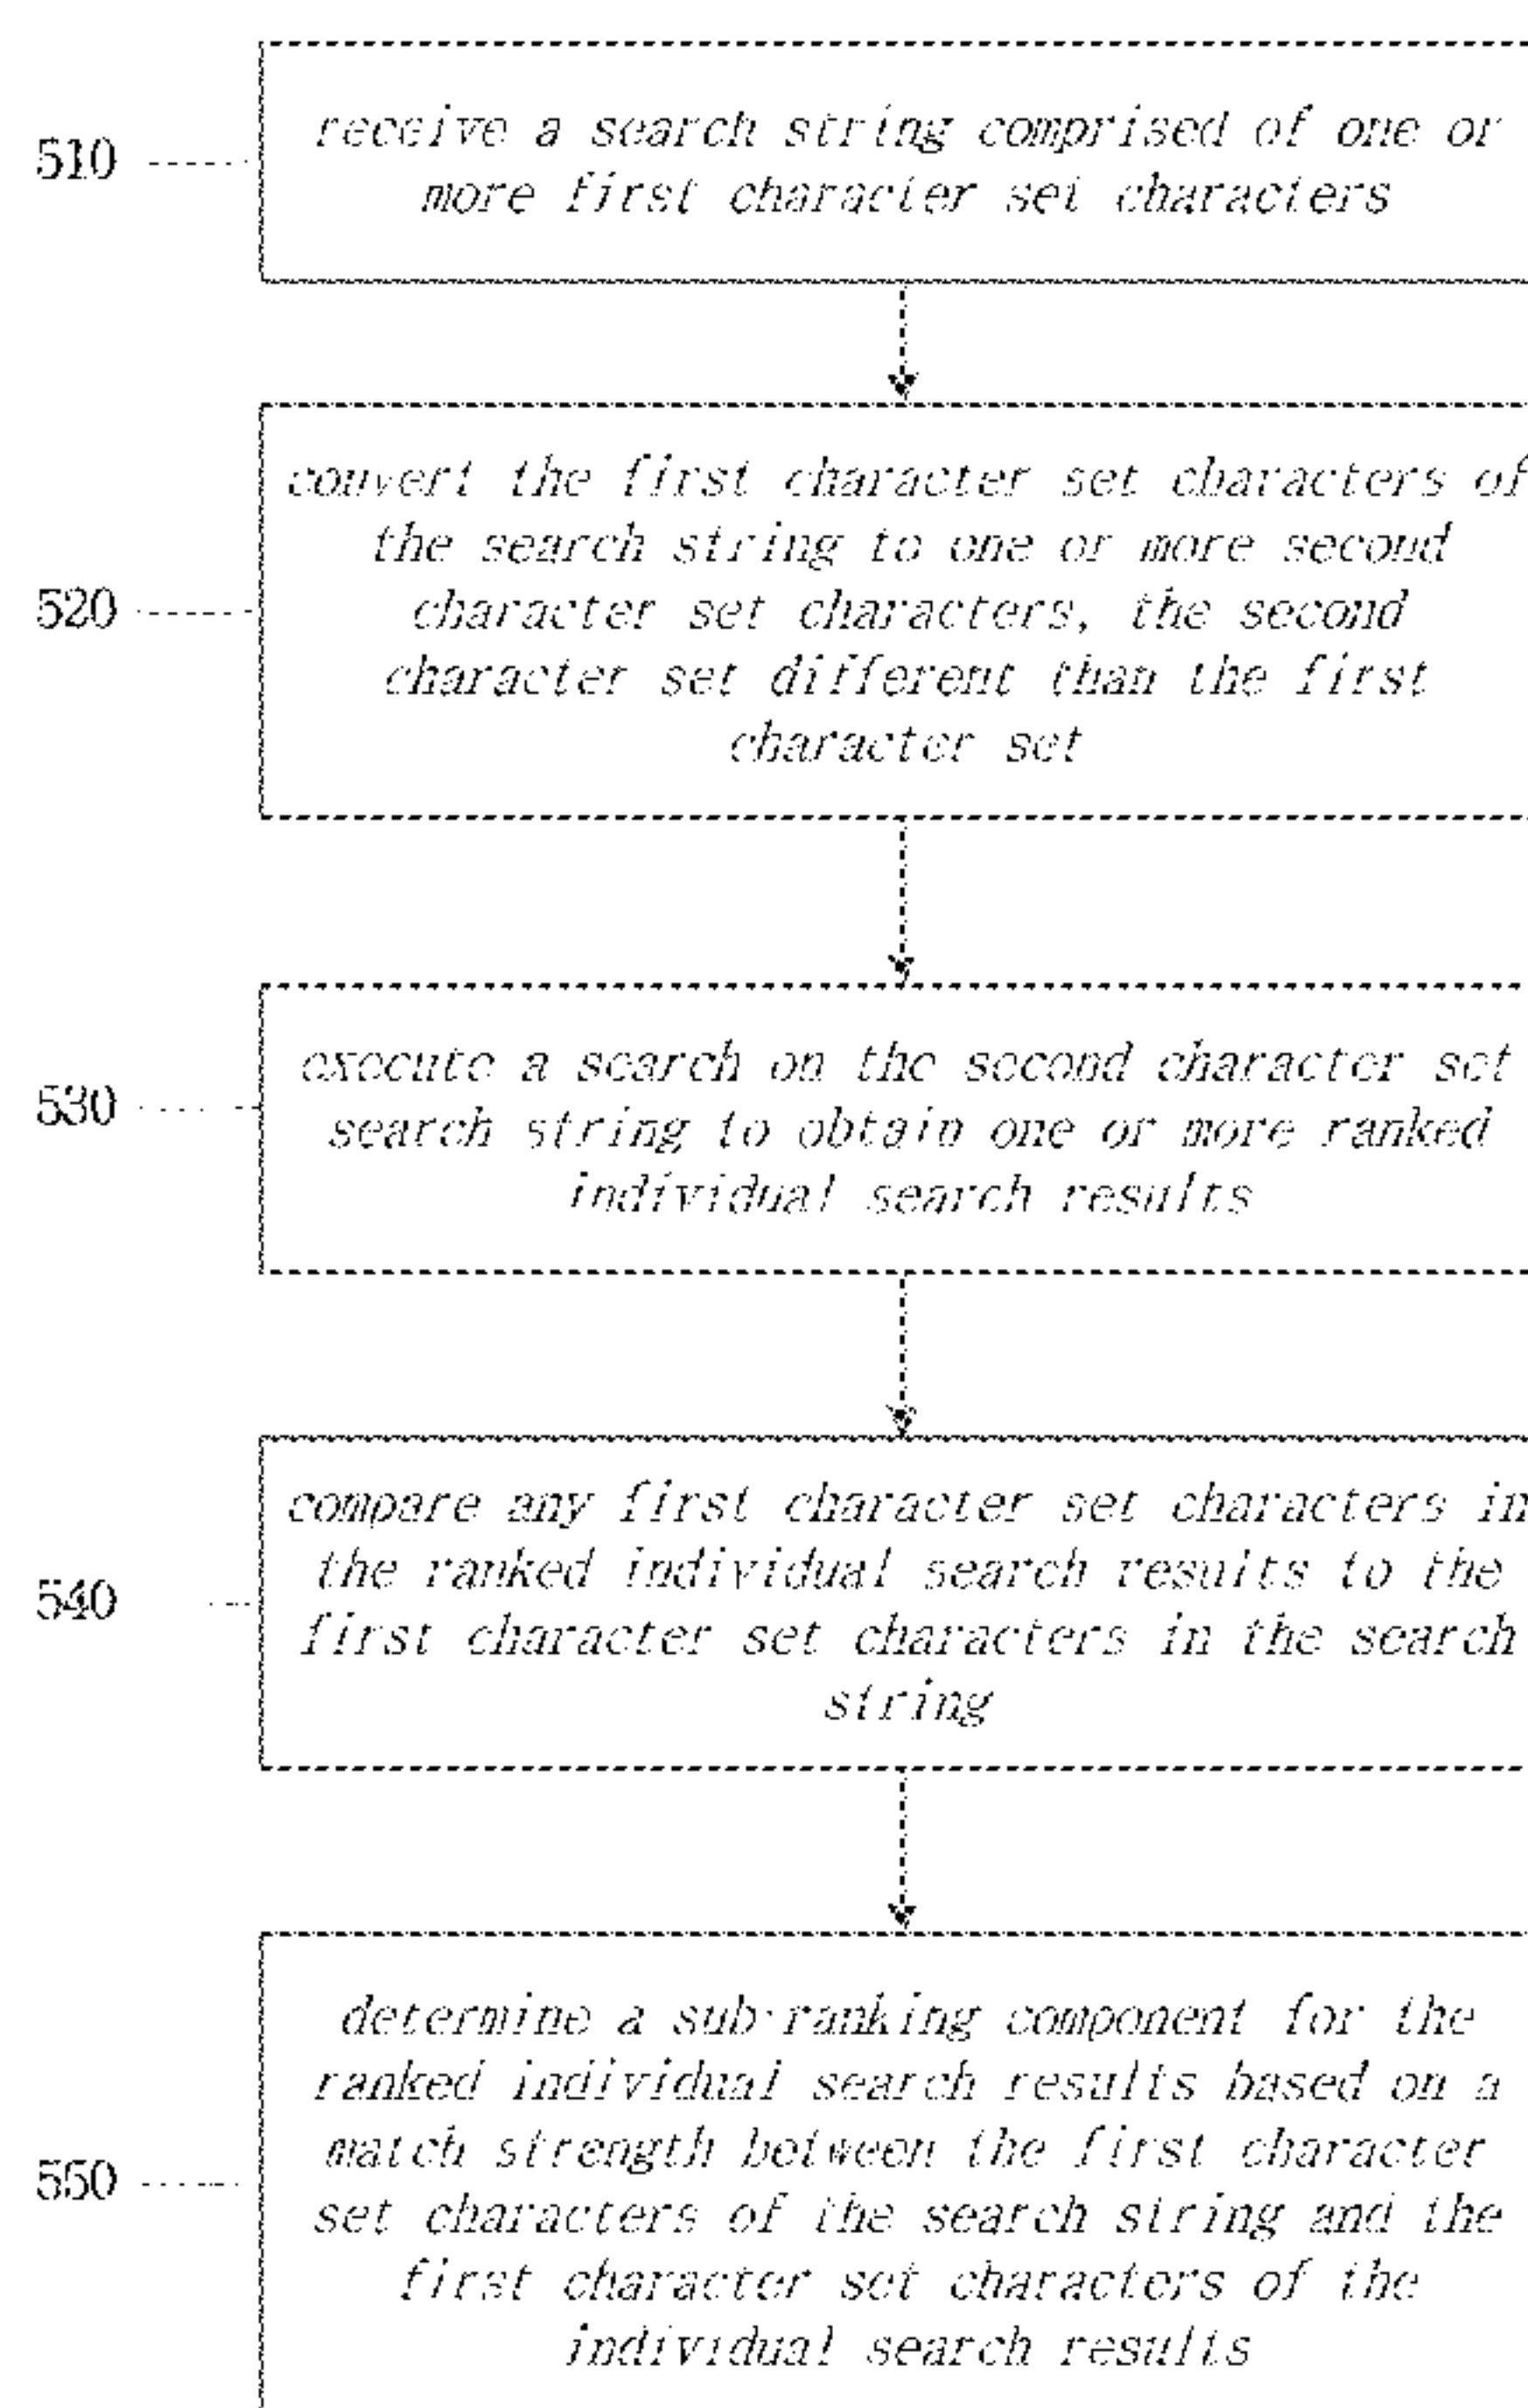 510
receive a search string comprised of one or
more first character set characters
520
convert the first character set characters of
the search string to one or more second
character set characters, the second
character set different than the first
character set
530
execute a search on the second character set
search string to obtain one or more ranked
individual search results
540
compare any first character set characters in
the ranked individual search results to the
first character set characters in the search
string
550
determine a sub-ranking component for the
ranked individual search results based on a
match strength between the first character
set characters of the search string and the
first character set characters of the
individual search results